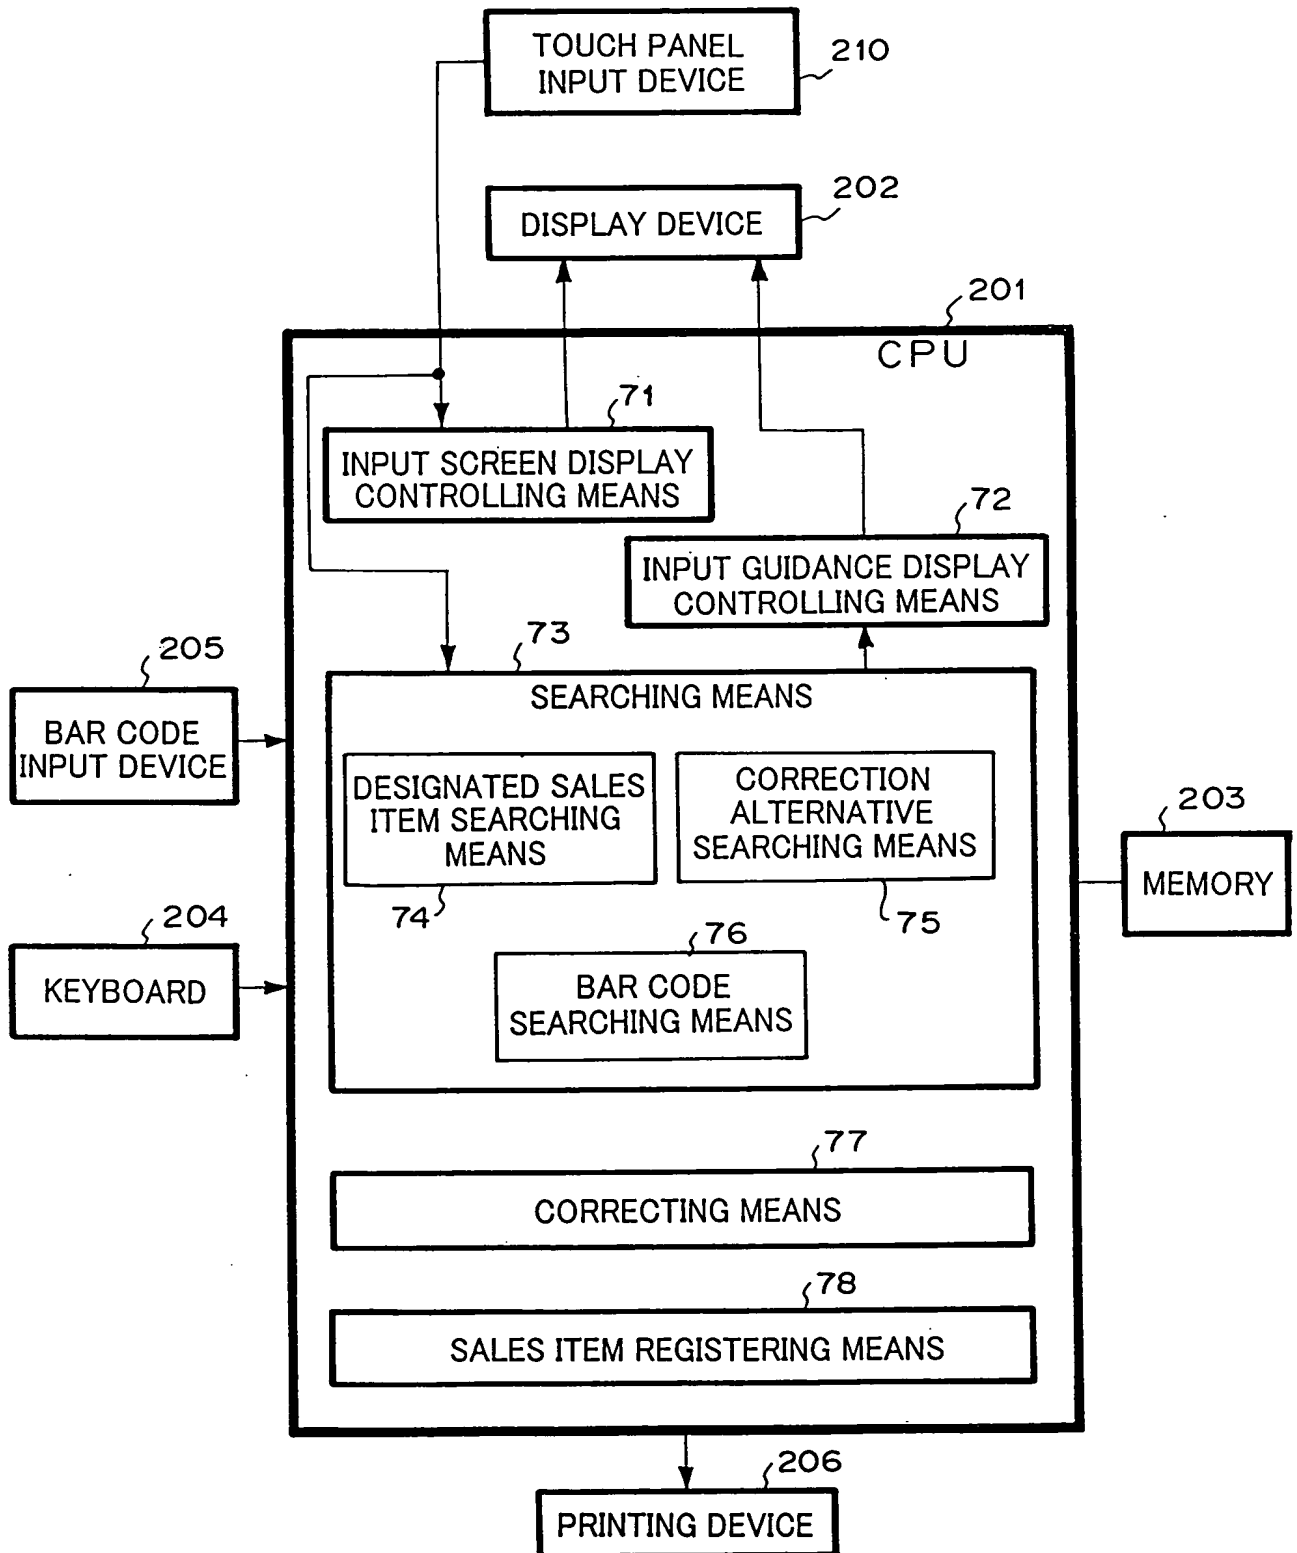 TOUCH PANEL
INPUT DEVICE
210
DISPLAY DEVICE
202
201
CPU
71
INPUT SCREEN DISPLAY
CONTROLLING MEANS
72
INPUT GUIDANCE DISPLAY
CONTROLLING MEANS
205
BAR CODE
INPUT DEVICE
73
SEARCHING MEANS
DESIGNATED SALES
ITEM SEARCHING
MEANS
74
CORRECTION
ALTERNATIVE
SEARCHING MEANS
75
203
MEMORY
204
KEYBOARD
76
BAR CODE
SEARCHING MEANS
77
CORRECTING MEANS
78
SALES ITEM REGISTERING MEANS
206
PRINTING DEVICE